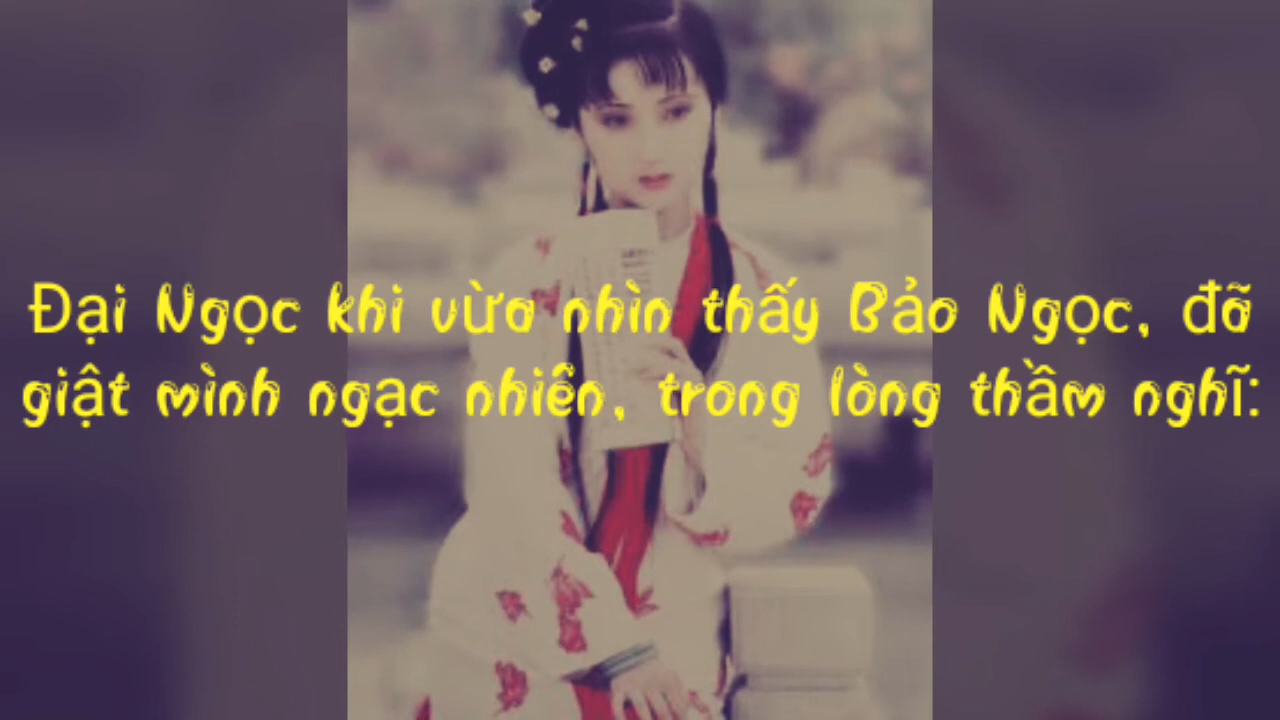 Đại Ngọc khi vừa nhìn thấy Bảo Ngọc, đã
giật mình ngạc nhiên, trong lòng thầm nghĩ: